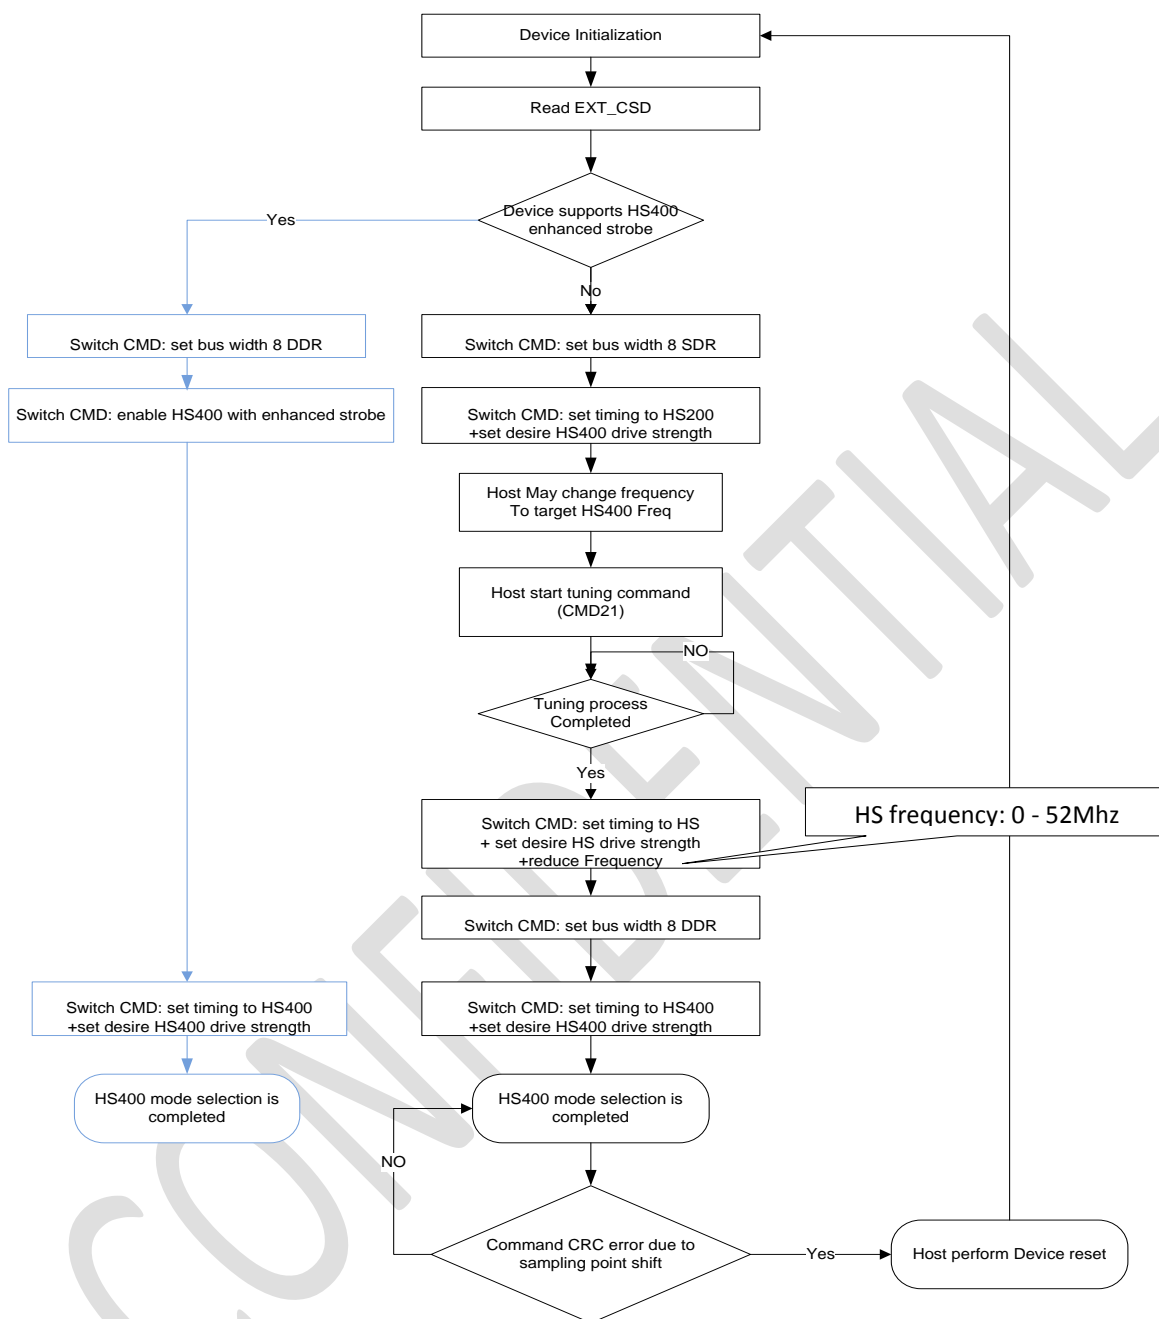 Device Initialization
Read EXT_CSD
Device supports HS400
enhanced strobe
Yes
No
Switch CMD: set bus width 8 DDR
Switch CMD: set bus width 8 SDR
Switch CMD: enable HS400 with enhanced strobe
Switch CMD: set timing to HS200
+set desire HS400 drive strength
Host May change frequency
To target HS400 Freq
Host start tuning command
(CMD21)
NO
Tuning process
Completed
Yes
Switch CMD: set timing to HS
+ set desire HS drive strength
+reduce Frequency
HS frequency: 0 - 52Mhz
Switch CMD: set bus width 8 DDR
Switch CMD: set timing to HS400
+set desire HS400 drive strength
Switch CMD: set timing to HS400
+set desire HS400 drive strength
HS400 mode selection is
completed
HS400 mode selection is
completed
NO
Command CRC error due to
sampling point shift
Yes
Host perform Device reset
CONFIDENTIAL